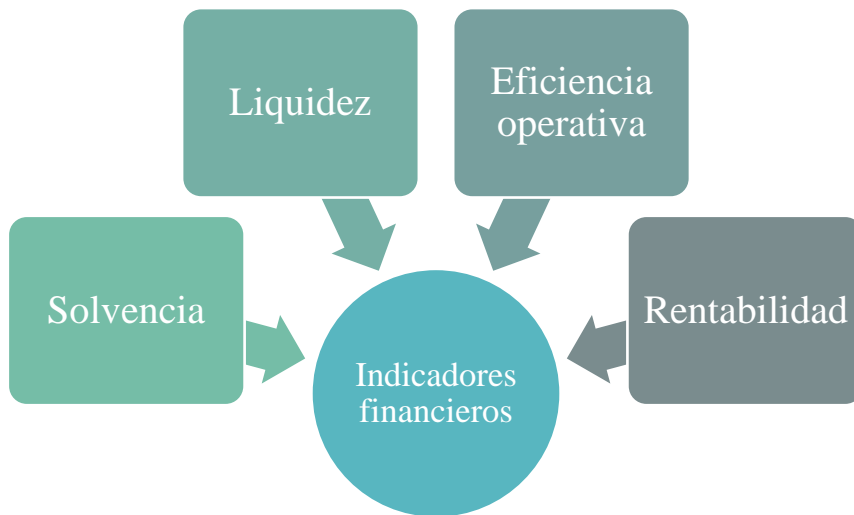 Liquidez
Eficiencia
operativa
Solvencia
Rentabilidad
Indicadores
financieros